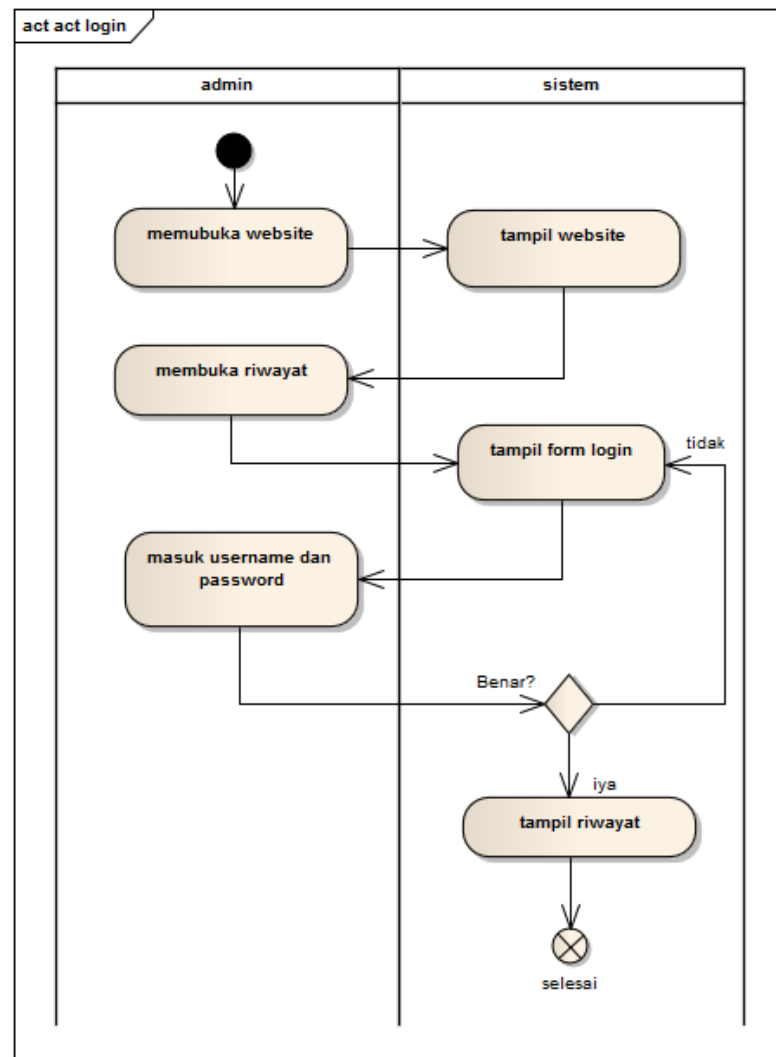 act act login
admin
sistem
memubuka website
tampil website
membuka riwayat
tampil form login
tidak
masuk username dan
password
Benar?
iya
tampil riwayat
selesai